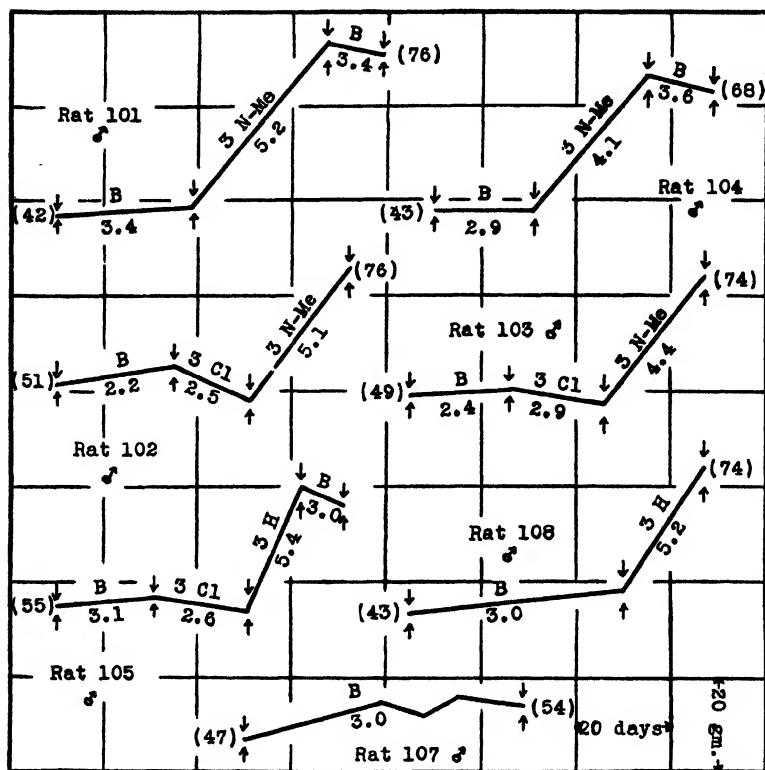 B
3.4
(76)
Rat 101
♂
3 N-Me
5.2
(42)
B
3.4
B
3.6
(68)
3 N-Me
4.1
(43)
B
2.9
Rat 104
♂
(76)
3 N-Me
5.1
(51)
B
2.2
3 Cl
2.5
Rat 102
♂
(74)
Rat 103 ♂
3 N-Me
4.4
(49)
B
2.4
3 Cl
2.9
B
3.0
3 H
5.4
(55)
B
3.1
3 Cl
2.6
Rat 105
♂
(74)
Rat 108
♂
3 H
5.2
(43)
B
3.0
B
3.0
(54)
(47)
Rat 107 ♂
20 days
20 gm.